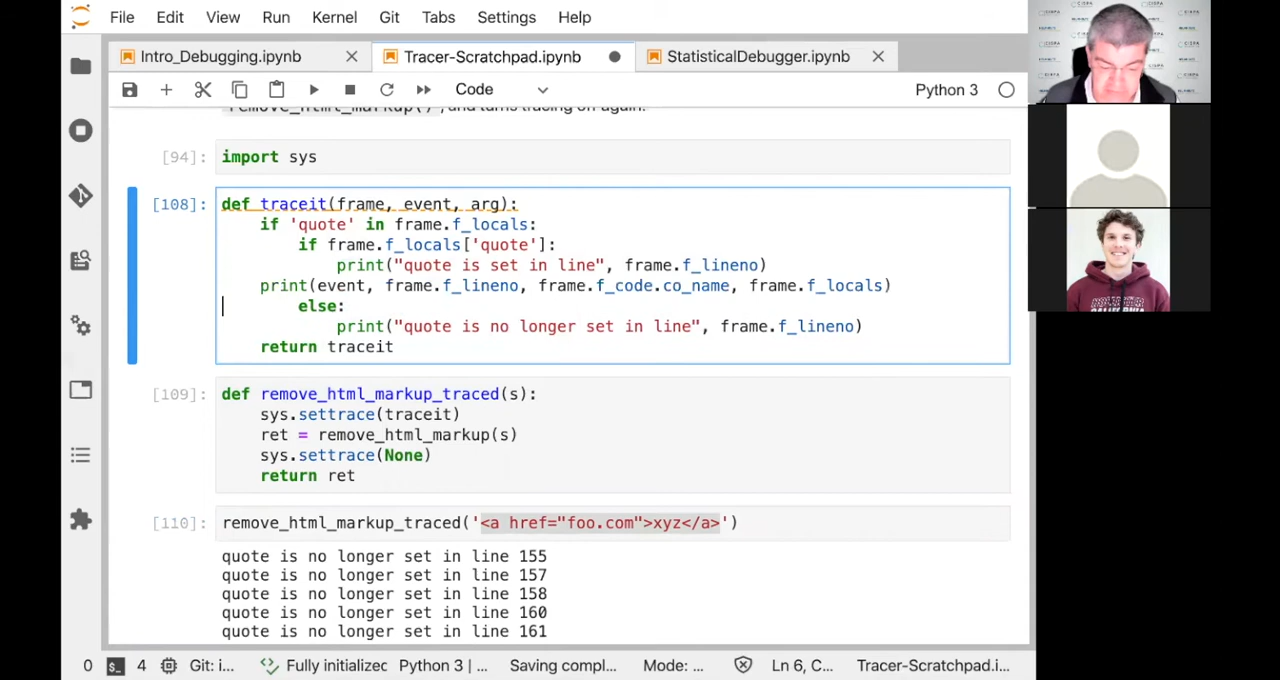 File Edit View Run Kernel Git Tabs Settings Help
Intro_Debugging.ipynb
Tracer-Scratchpad.ipynb
StatisticalDebugger.ipynb
Code
Python 3
remove_html_markup(), and turns tracing on again.
[94]: import sys
[108]: def traceit(frame, event, arg):
    if 'quote' in frame.f_locals:
        if frame.f_locals['quote']:
            print("quote is set in line", frame.f_lineno)
    print(event, frame.f_lineno, frame.f_code.co_name, frame.f_locals)
        else:
            print("quote is no longer set in line", frame.f_lineno)
    return traceit
[109]: def remove_html_markup_traced(s):
    sys.settrace(traceit)
    ret = remove_html_markup(s)
    sys.settrace(None)
    return ret
[110]: remove_html_markup_traced('<a href="foo.com">xyz</a>')
quote is no longer set in line 155
quote is no longer set in line 157
quote is no longer set in line 158
quote is no longer set in line 160
quote is no longer set in line 161
0 4 Git: i... Fully initialized Python 3 | ... Saving compl... Mode: ... Ln 6, C... Tracer-Scratchpad.i...